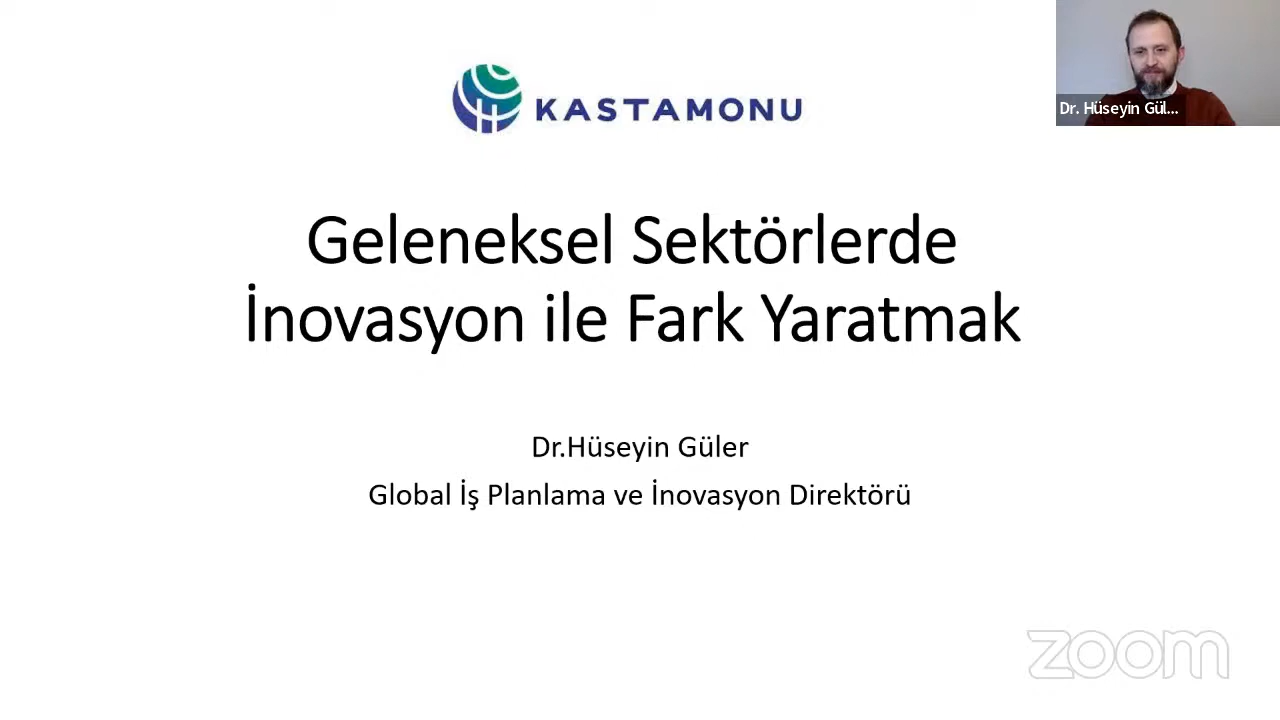 KASTAMONU
Dr. Hüseyin Gül...
Geleneksel Sektörlerde
İnovasyon ile Fark Yaratmak
Dr.Hüseyin Güler
Global İş Planlama ve İnovasyon Direktörü
zoom